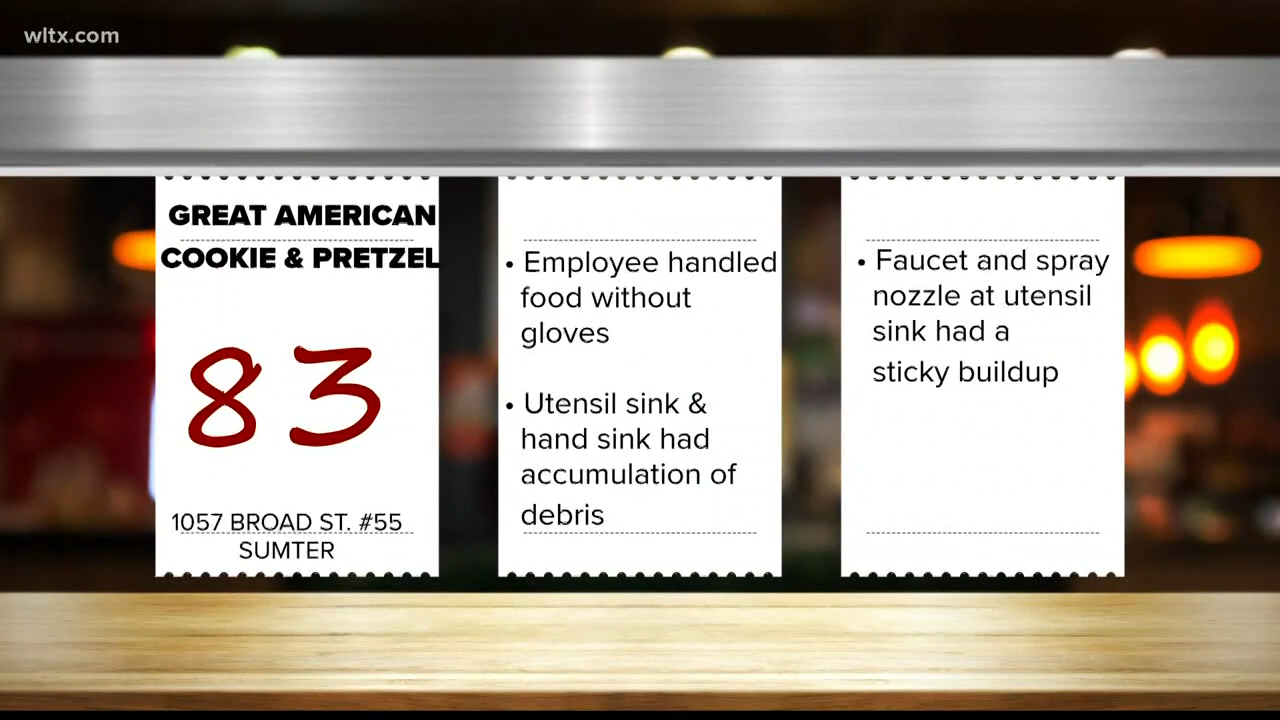 wltx.com
GREAT AMERICAN
COOKIE & PRETZEL
83
1057 BROAD ST. #55
SUMTER
• Employee handled
food without
gloves
• Utensil sink &
hand sink had
accumulation of
debris
• Faucet and spray
nozzle at utensil
sink had a
sticky buildup